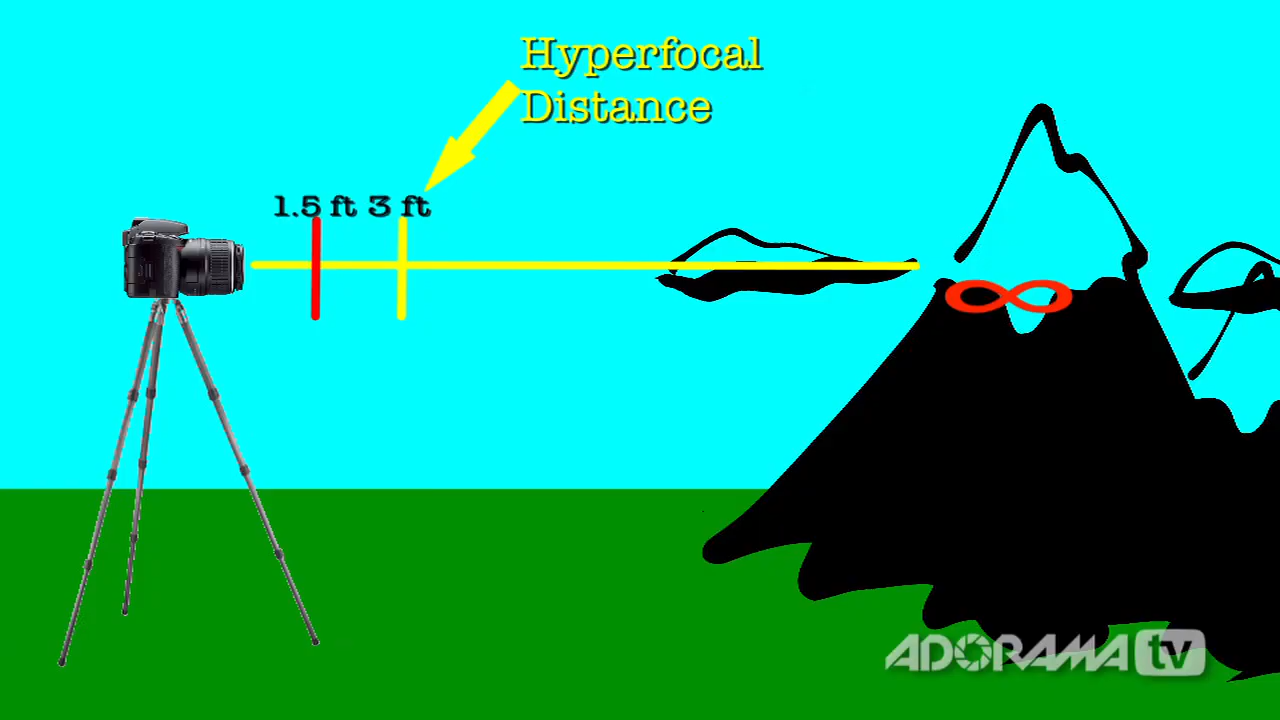 Hyperfocal
Distance
1.5 ft 3 ft
∞
ADORAMA tv